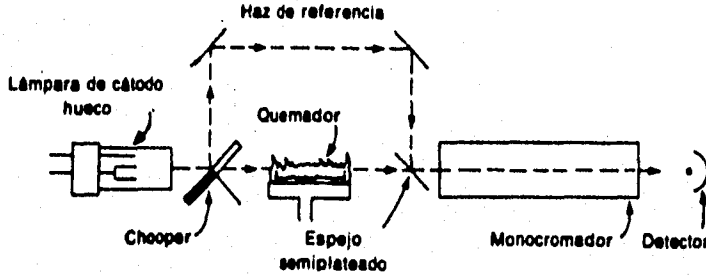 Haz de referencia
Lámpara de cátodo
hueco
Quemador
Chooper
Espejo
semiplateado
Monocromador
Detector